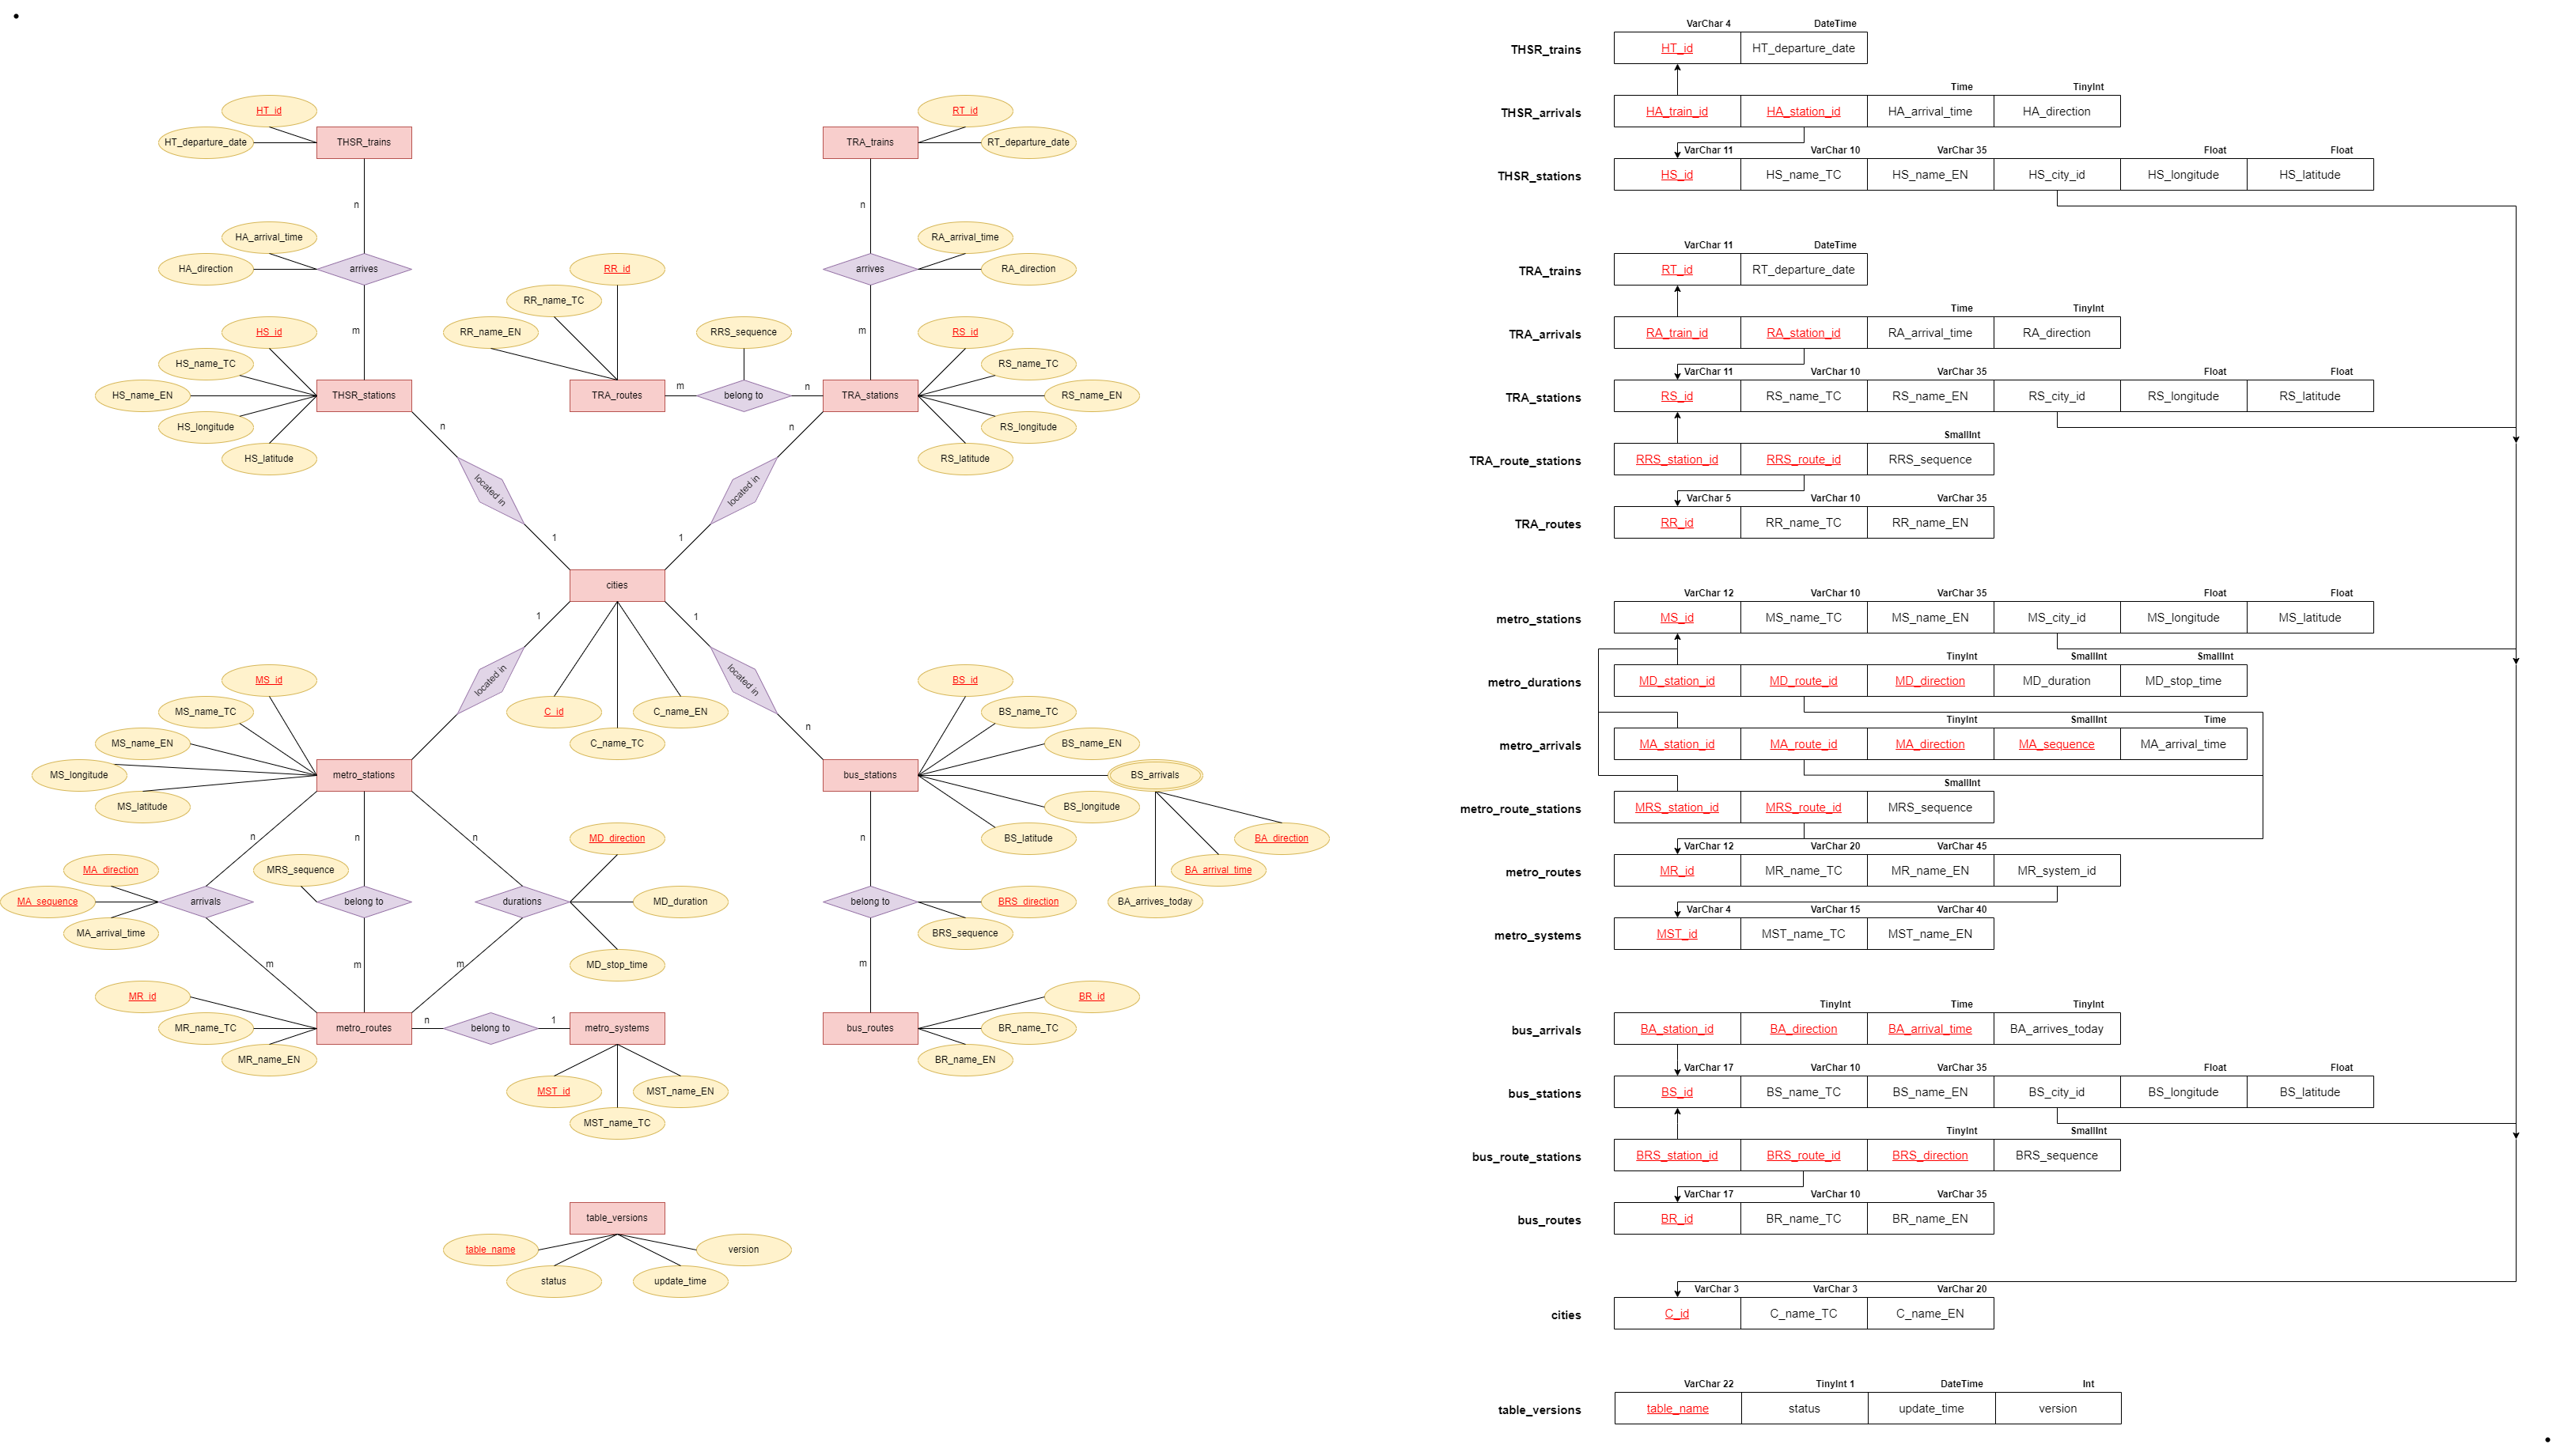 HT_id
HT_departure_date
THSR_trains
n
HA_arrival_time
HA_direction
arrives
m
HS_id
HS_name_TC
HS_name_EN
HS_longitude
HS_latitude
THSR_stations
n
located in
1
RT_id
RT_departure_date
TRA_trains
n
RA_arrival_time
RA_direction
arrives
m
RR_id
RR_name_TC
RR_name_EN
TRA_routes
m
RRS_sequence
belong to
n
TRA_stations
RS_id
RS_name_TC
RS_name_EN
RS_longitude
RS_latitude
n
located in
1
cities
C_id
C_name_TC
C_name_EN
1
located in
1
located in
n
MS_id
MS_name_TC
MS_name_EN
MS_longitude
MS_latitude
metro_stations
n
n
n
MA_direction
MA_sequence
MA_arrival_time
arrivals
MRS_sequence
belong to
durations
MD_direction
MD_duration
MD_stop_time
m
m
m
MR_id
MR_name_TC
MR_name_EN
metro_routes
n
belong to
1
metro_systems
MST_id
MST_name_TC
MST_name_EN
BS_id
BS_name_TC
BS_name_EN
BS_arrivals
BS_longitude
BS_latitude
bus_stations
BA_direction
BA_arrival_time
BA_arrives_today
n
belong to
BRS_direction
BRS_sequence
m
bus_routes
BR_id
BR_name_TC
BR_name_EN
table_versions
table_name
status
update_time
version
VarChar 4 DateTime
THSR_trains HT_id HT_departure_date
Time TinyInt
THSR_arrivals HA_train_id HA_station_id HA_arrival_time HA_direction
VarChar 11 VarChar 10 VarChar 35 Float Float
THSR_stations HS_id HS_name_TC HS_name_EN HS_city_id HS_longitude HS_latitude
VarChar 11 DateTime
TRA_trains RT_id RT_departure_date
Time TinyInt
TRA_arrivals RA_train_id RA_station_id RA_arrival_time RA_direction
VarChar 11 VarChar 10 VarChar 35 Float Float
TRA_stations RS_id RS_name_TC RS_name_EN RS_city_id RS_longitude RS_latitude
SmallInt
TRA_route_stations RRS_station_id RRS_route_id RRS_sequence
VarChar 5 VarChar 10 VarChar 35
TRA_routes RR_id RR_name_TC RR_name_EN
VarChar 12 VarChar 10 VarChar 35 Float Float
metro_stations MS_id MS_name_TC MS_name_EN MS_city_id MS_longitude MS_latitude
TinyInt SmallInt SmallInt
metro_durations MD_station_id MD_route_id MD_direction MD_duration MD_stop_time
TinyInt SmallInt Time
metro_arrivals MA_station_id MA_route_id MA_direction MA_sequence MA_arrival_time
SmallInt
metro_route_stations MRS_station_id MRS_route_id MRS_sequence
VarChar 12 VarChar 20 VarChar 45
metro_routes MR_id MR_name_TC MR_name_EN MR_system_id
VarChar 4 VarChar 15 VarChar 40
metro_systems MST_id MST_name_TC MST_name_EN
TinyInt Time TinyInt
bus_arrivals BA_station_id BA_direction BA_arrival_time BA_arrives_today
VarChar 17 VarChar 10 VarChar 35 Float Float
bus_stations BS_id BS_name_TC BS_name_EN BS_city_id BS_longitude BS_latitude
TinyInt SmallInt
bus_route_stations BRS_station_id BRS_route_id BRS_direction BRS_sequence
VarChar 17 VarChar 10 VarChar 35
bus_routes BR_id BR_name_TC BR_name_EN
VarChar 3 VarChar 3 VarChar 20
cities C_id C_name_TC C_name_EN
VarChar 22 TinyInt 1 DateTime Int
table_versions table_name status update_time version